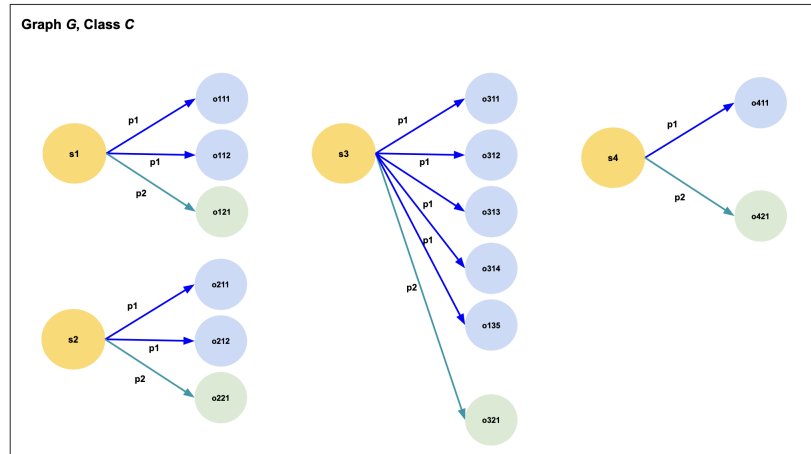 Graph G, Class C
s1
p1
o111
p1
o112
p2
o121
s2
p1
o211
p1
o212
p2
o221
s3
p1
o311
p1
o312
o313
p1
o314
p1
o135
p2
o321
s4
p1
o411
p2
o421